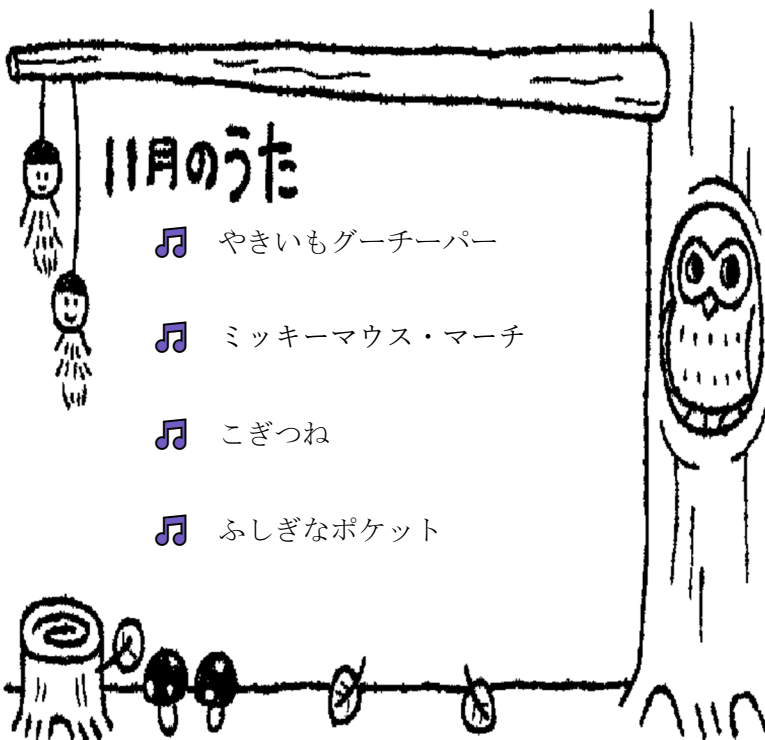 11月のうた
やきいもグーチーパー
ミッキーマウス・マーチ
こぎつね
ふしぎなポケット